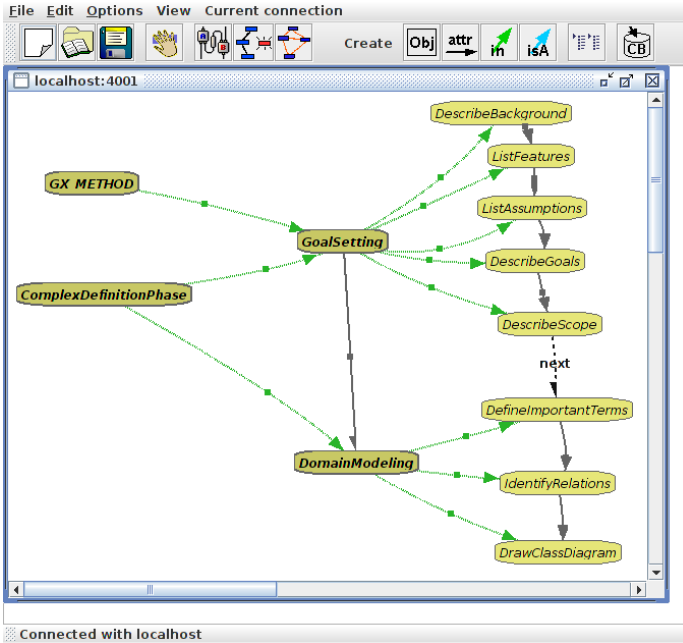 File Edit Options View Current connection
Create Obj attr in isA CB
localhost:4001
DescribeBackground
ListFeatures
GX METHOD
ListAssumptions
GoalSetting
DescribeGoals
ComplexDefinitionPhase
DescribeScope
next
DefineImportantTerms
DomainModeling
IdentifyRelations
DrawClassDiagram
Connected with localhost